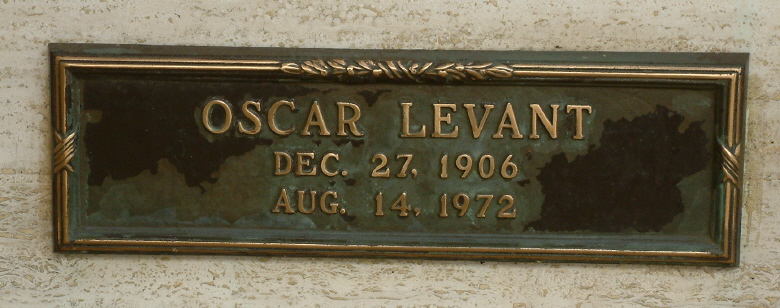 OSCAR LEVANT
DEC. 27, 1906
AUG. 14, 1972